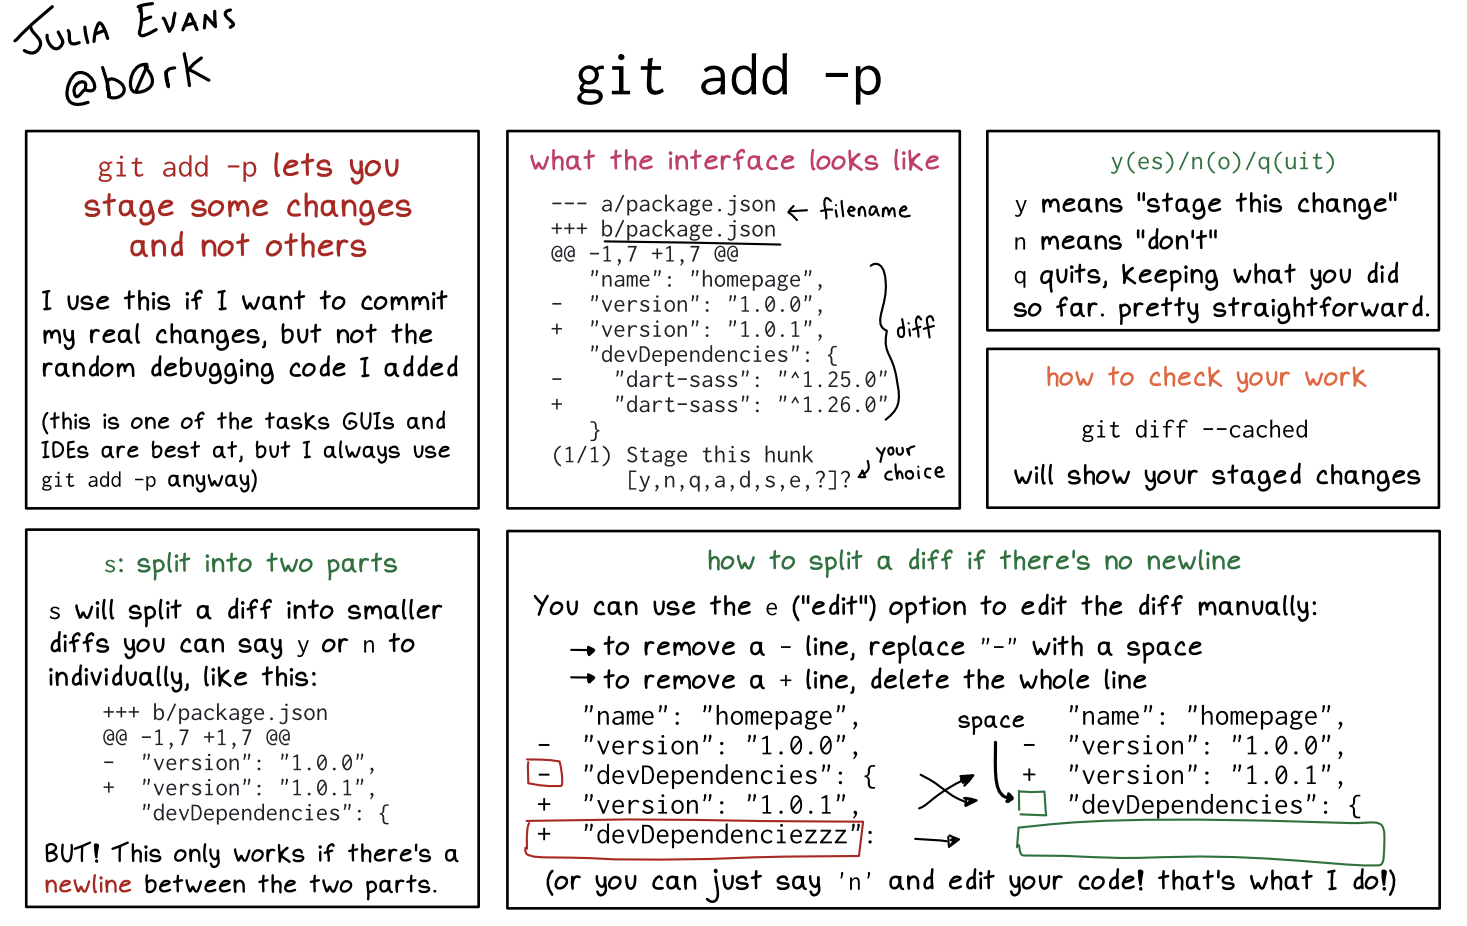 JULIA EVANS
@b0rk
git add -p
git add -p lets you
stage some changes
and not others
I use this if I want to commit
my real changes, but not the
random debugging code I added
(this is one of the tasks GUIs and
IDEs are best at, but I always use
git add -p anyway)
what the interface looks like
--- a/package.json ← filename
+++ b/package.json
@@ -1,7 +1,7 @@
"name": "homepage",
- "version": "1.0.0",
+ "version": "1.0.1",
diff
"devDependencies": {
- "dart-sass": "^1.25.0"
+ "dart-sass": "^1.26.0"
}
(1/1) Stage this hunk
[y,n,q,a,d,s,e,?]?
your
choice
y(es)/n(o)/q(uit)
y means "stage this change"
n means "don't"
q quits, keeping what you did
so far. pretty straightforward.
how to check your work
git diff --cached
will show your staged changes
s: split into two parts
s will split a diff into smaller
diffs you can say y or n to
individually, like this:
+++ b/package.json
@@ -1,7 +1,7 @@
- "version": "1.0.0",
+ "version": "1.0.1",
"devDependencies": {
BUT! This only works if there's a
newline between the two parts.
how to split a diff if there's no newline
You can use the e ("edit") option to edit the diff manually:
→ to remove a - line, replace "-" with a space
→ to remove a + line, delete the whole line
"name": "homepage",
- "version": "1.0.0",
- "devDependencies": {
+ "version": "1.0.1",
+ "devDependenciezzz":
space
"name": "homepage",
- "version": "1.0.0",
+ "version": "1.0.1",
"devDependencies": {
(or you can just say 'n' and edit your code! that's what I do!)